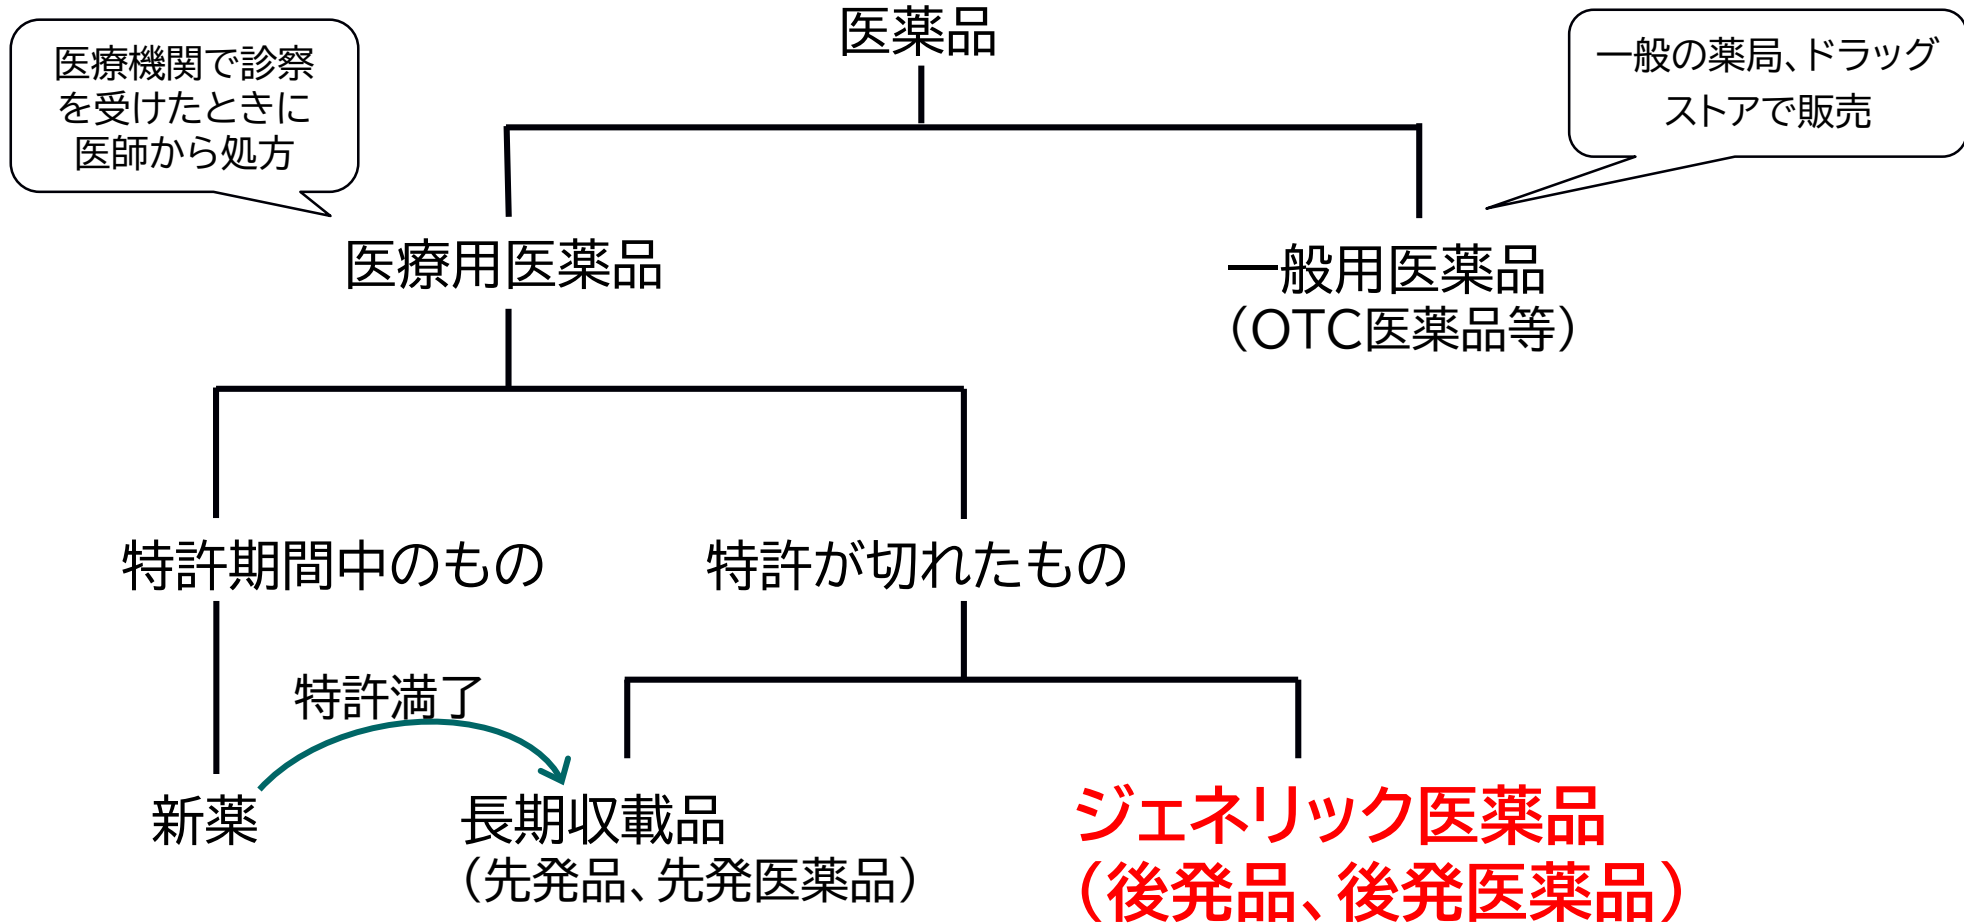 医薬品
医療機関で診察
を受けたときに
医師から処方
一般の薬局、ドラッグ
ストアで販売
医療用医薬品
一般用医薬品
（OTC医薬品等）
特許期間中のもの
特許が切れたもの
特許満了
新薬
長期収載品
（先発品、先発医薬品）
ジェネリック医薬品
（後発品、後発医薬品）